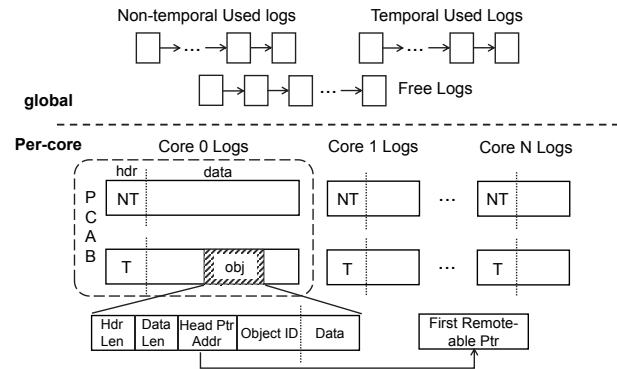 Non-temporal Used logs
Temporal Used Logs
... ...
Free Logs
...
global
Per-core
Core 0 Logs
Core 1 Logs
Core N Logs
hdr data
P
C
A
B
NT
NT
...
NT
T
obj
T
...
T
Hdr Len
Data Len
Head Ptr Addr
Object ID
Data
First Remote-
able Ptr